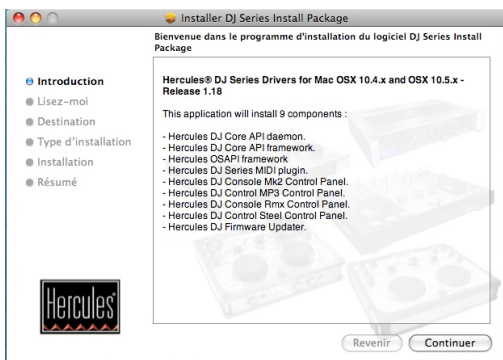 Installer DJ Series Install Package
Bienvenue dans le programme d'installation du logiciel DJ Series Install
Package
Introduction
Lisez-moi
Destination
Type d'installation
Installation
Résumé
Hercules® DJ Series Drivers for Mac OSX 10.4.x and OSX 10.5.x -
Release 1.18
This application will install 9 components :
- Hercules DJ Core API daemon.
- Hercules DJ Core API framework.
- Hercules OSAPI framework
- Hercules DJ Series MIDI plugin.
- Hercules DJ Console Mk2 Control Panel.
- Hercules DJ Control MP3 Control Panel.
- Hercules DJ Console Rmx Control Panel.
- Hercules DJ Control Steel Control Panel.
- Hercules DJ Firmware Updater.
Hercules
Revenir
Continuer